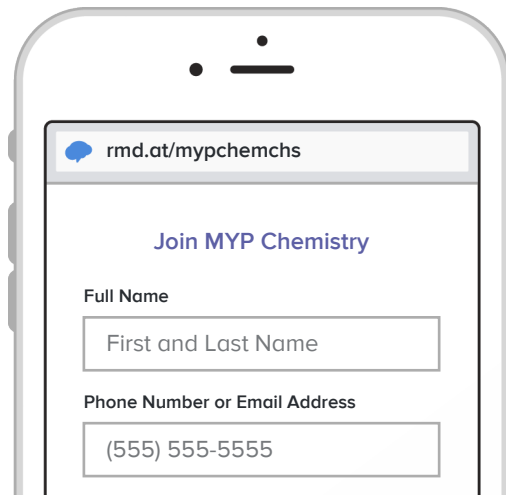 rmd.at/mypchemchs
Join MYP Chemistry
Full Name
First and Last Name
Phone Number or Email Address
(555) 555-5555